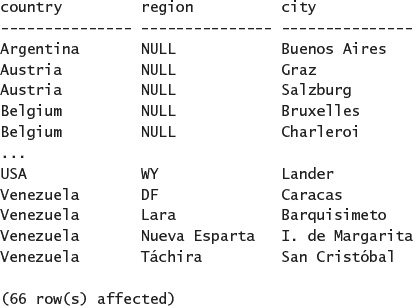 country         region          city
--------------- --------------- ---------------
Argentina       NULL            Buenos Aires
Austria         NULL            Graz
Austria         NULL            Salzburg
Belgium         NULL            Bruxelles
Belgium         NULL            Charleroi
...
USA             WY              Lander
Venezuela       DF              Caracas
Venezuela       Lara            Barquisimeto
Venezuela       Nueva Esparta   I. de Margarita
Venezuela       Táchira         San Cristóbal
(66 row(s) affected)